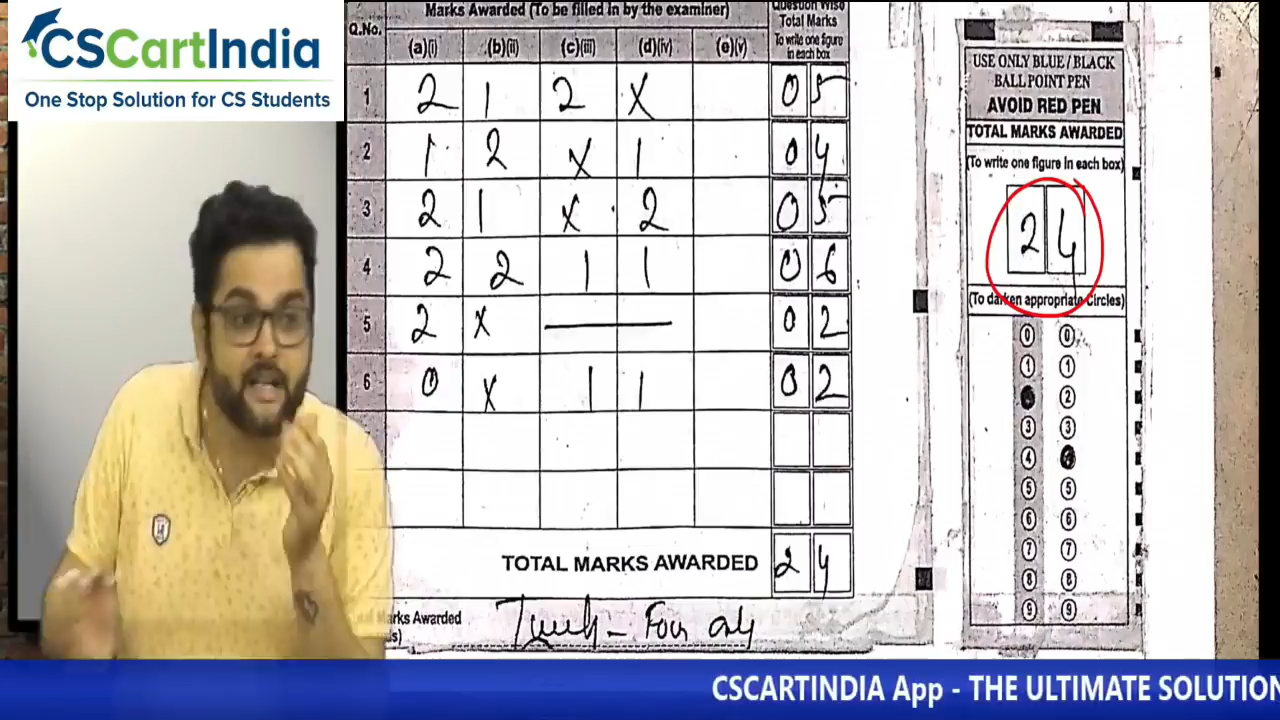 CSCartIndia
One Stop Solution for CS Students
Marks Awarded (To be filled in by the examiner)
Q.No. (a)(i) (b)(ii) (c)(iii) (d)(iv) (e)(v)
Question Wise
Total Marks
To write one figure
in each box
1 2 1 2 X 0 5
2 1 2 X 1 0 4
3 2 1 X 2 0 5
4 2 2 1 1 0 6
5 2 X 0 2
6 0 X 1 1 0 2
TOTAL MARKS AWARDED 2 4
Marks Awarded
Twenty - Four only
USE ONLY BLUE / BLACK
BALL POINT PEN
AVOID RED PEN
TOTAL MARKS AWARDED
(To write one figure in each box)
2 4
(To darken appropriate Circles)
0 0
1 1
2
3 3
4
5 5
6 6
7 7
8 8
9 9
CSCARTINDIA App - THE ULTIMATE SOLUTION